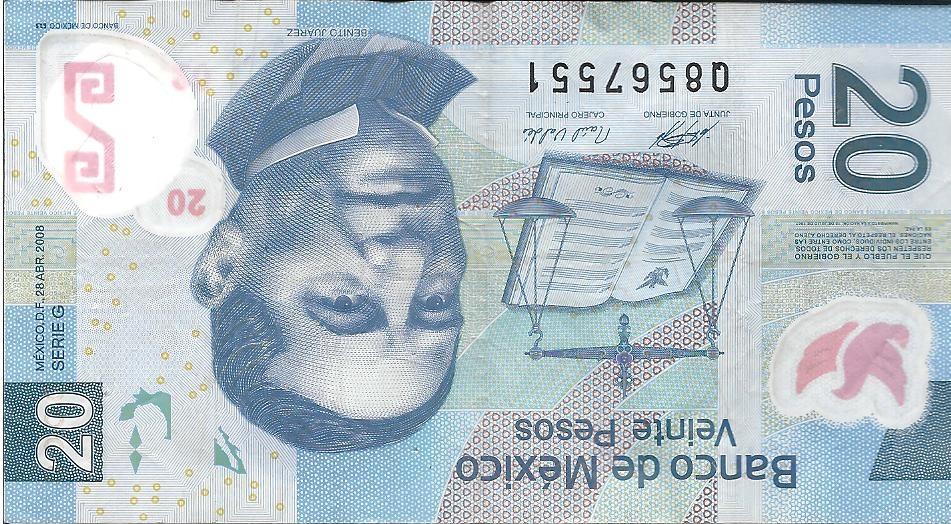 Banco de México
Veinte Pesos
20
MÉXICO, D.F., 28 ABR. 2008
SERIE G
QUE EL PUEBLO Y EL GOBIERNO
RESPETEN LOS DERECHOS DE TODOS
ENTRE LOS INDIVIDUOS, COMO ENTRE LAS
NACIONES, EL RESPETO AL DERECHO AJENO
ES LA PAZ
20
20
Pesos
JUNTA DE GOBIERNO
CAJERO PRINCIPAL
Q8567551
BENITO JUÁREZ
BANCO DE MÉXICO